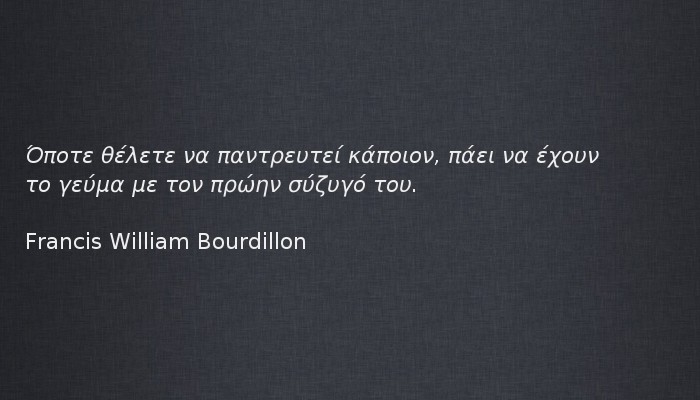 Όποτε θέλετε να παντρευτεί κάποιον, πάει να έχουν
το γεύμα με τον πρώην σύζυγό του.
Francis William Bourdillon